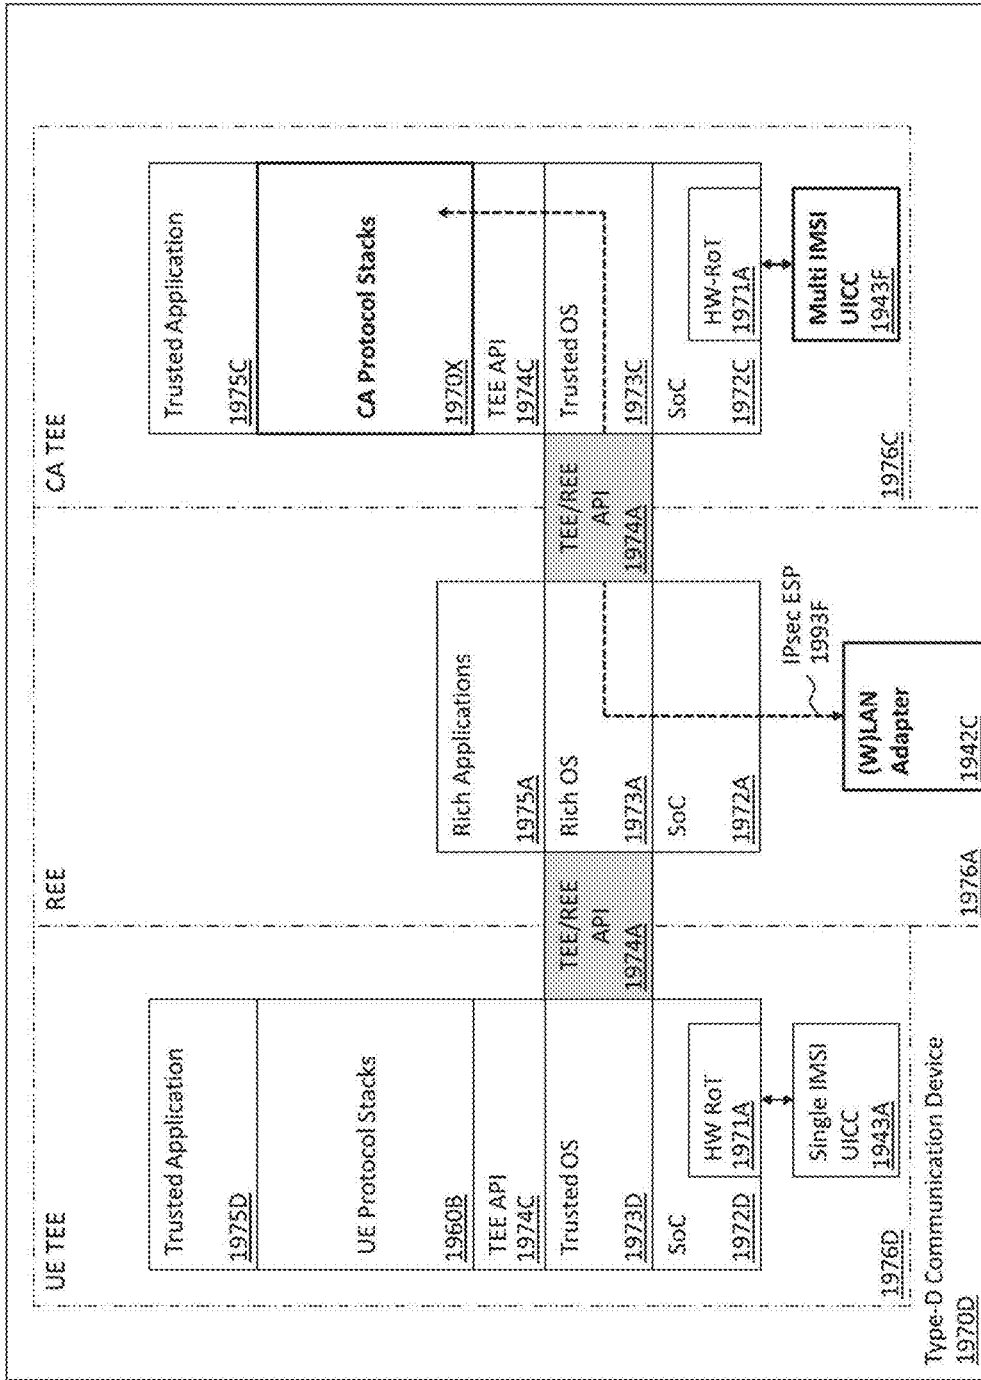 UE TEE
Trusted Application
1975D
UE Protocol Stacks
1960B
TEE API
1974C
Trusted OS
1973D
SoC
1972D
HW RoT
1971A
Single IMSI
UICC
1943A
1976D
TEE/REE
API
1974A
REE
Rich Applications
1975A
Rich OS
1973A
SoC
1972A
IPsec ESP
1993F
(W)LAN
Adapter
1942C
1976A
TEE/REE
API
1974A
CA TEE
Trusted Application
1975C
CA Protocol Stacks
1970X
TEE API
1974C
Trusted OS
1973C
SoC
1972C
HW-RoT
1971A
Multi IMSI
UICC
1943F
1976C
Type-D Communication Device
1970D